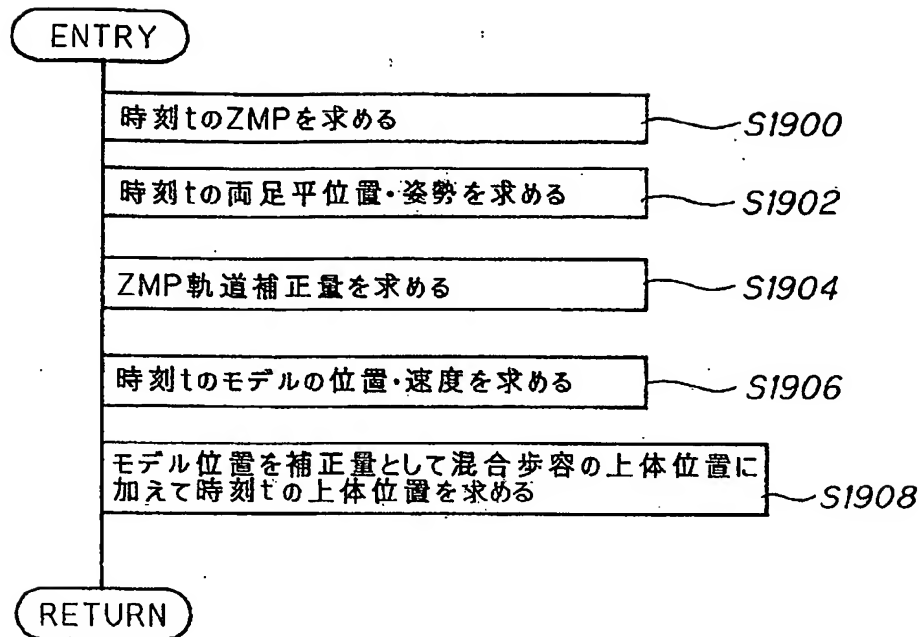 ENTRY
時刻tのZMPを求める
S1900
時刻tの両足平位置・姿勢を求める
S1902
ZMP軌道補正量を求める
S1904
時刻tのモデルの位置・速度を求める
S1906
モデル位置を補正量として混合歩容の上体位置に
加えて時刻tの上体位置を求める
S1908
RETURN